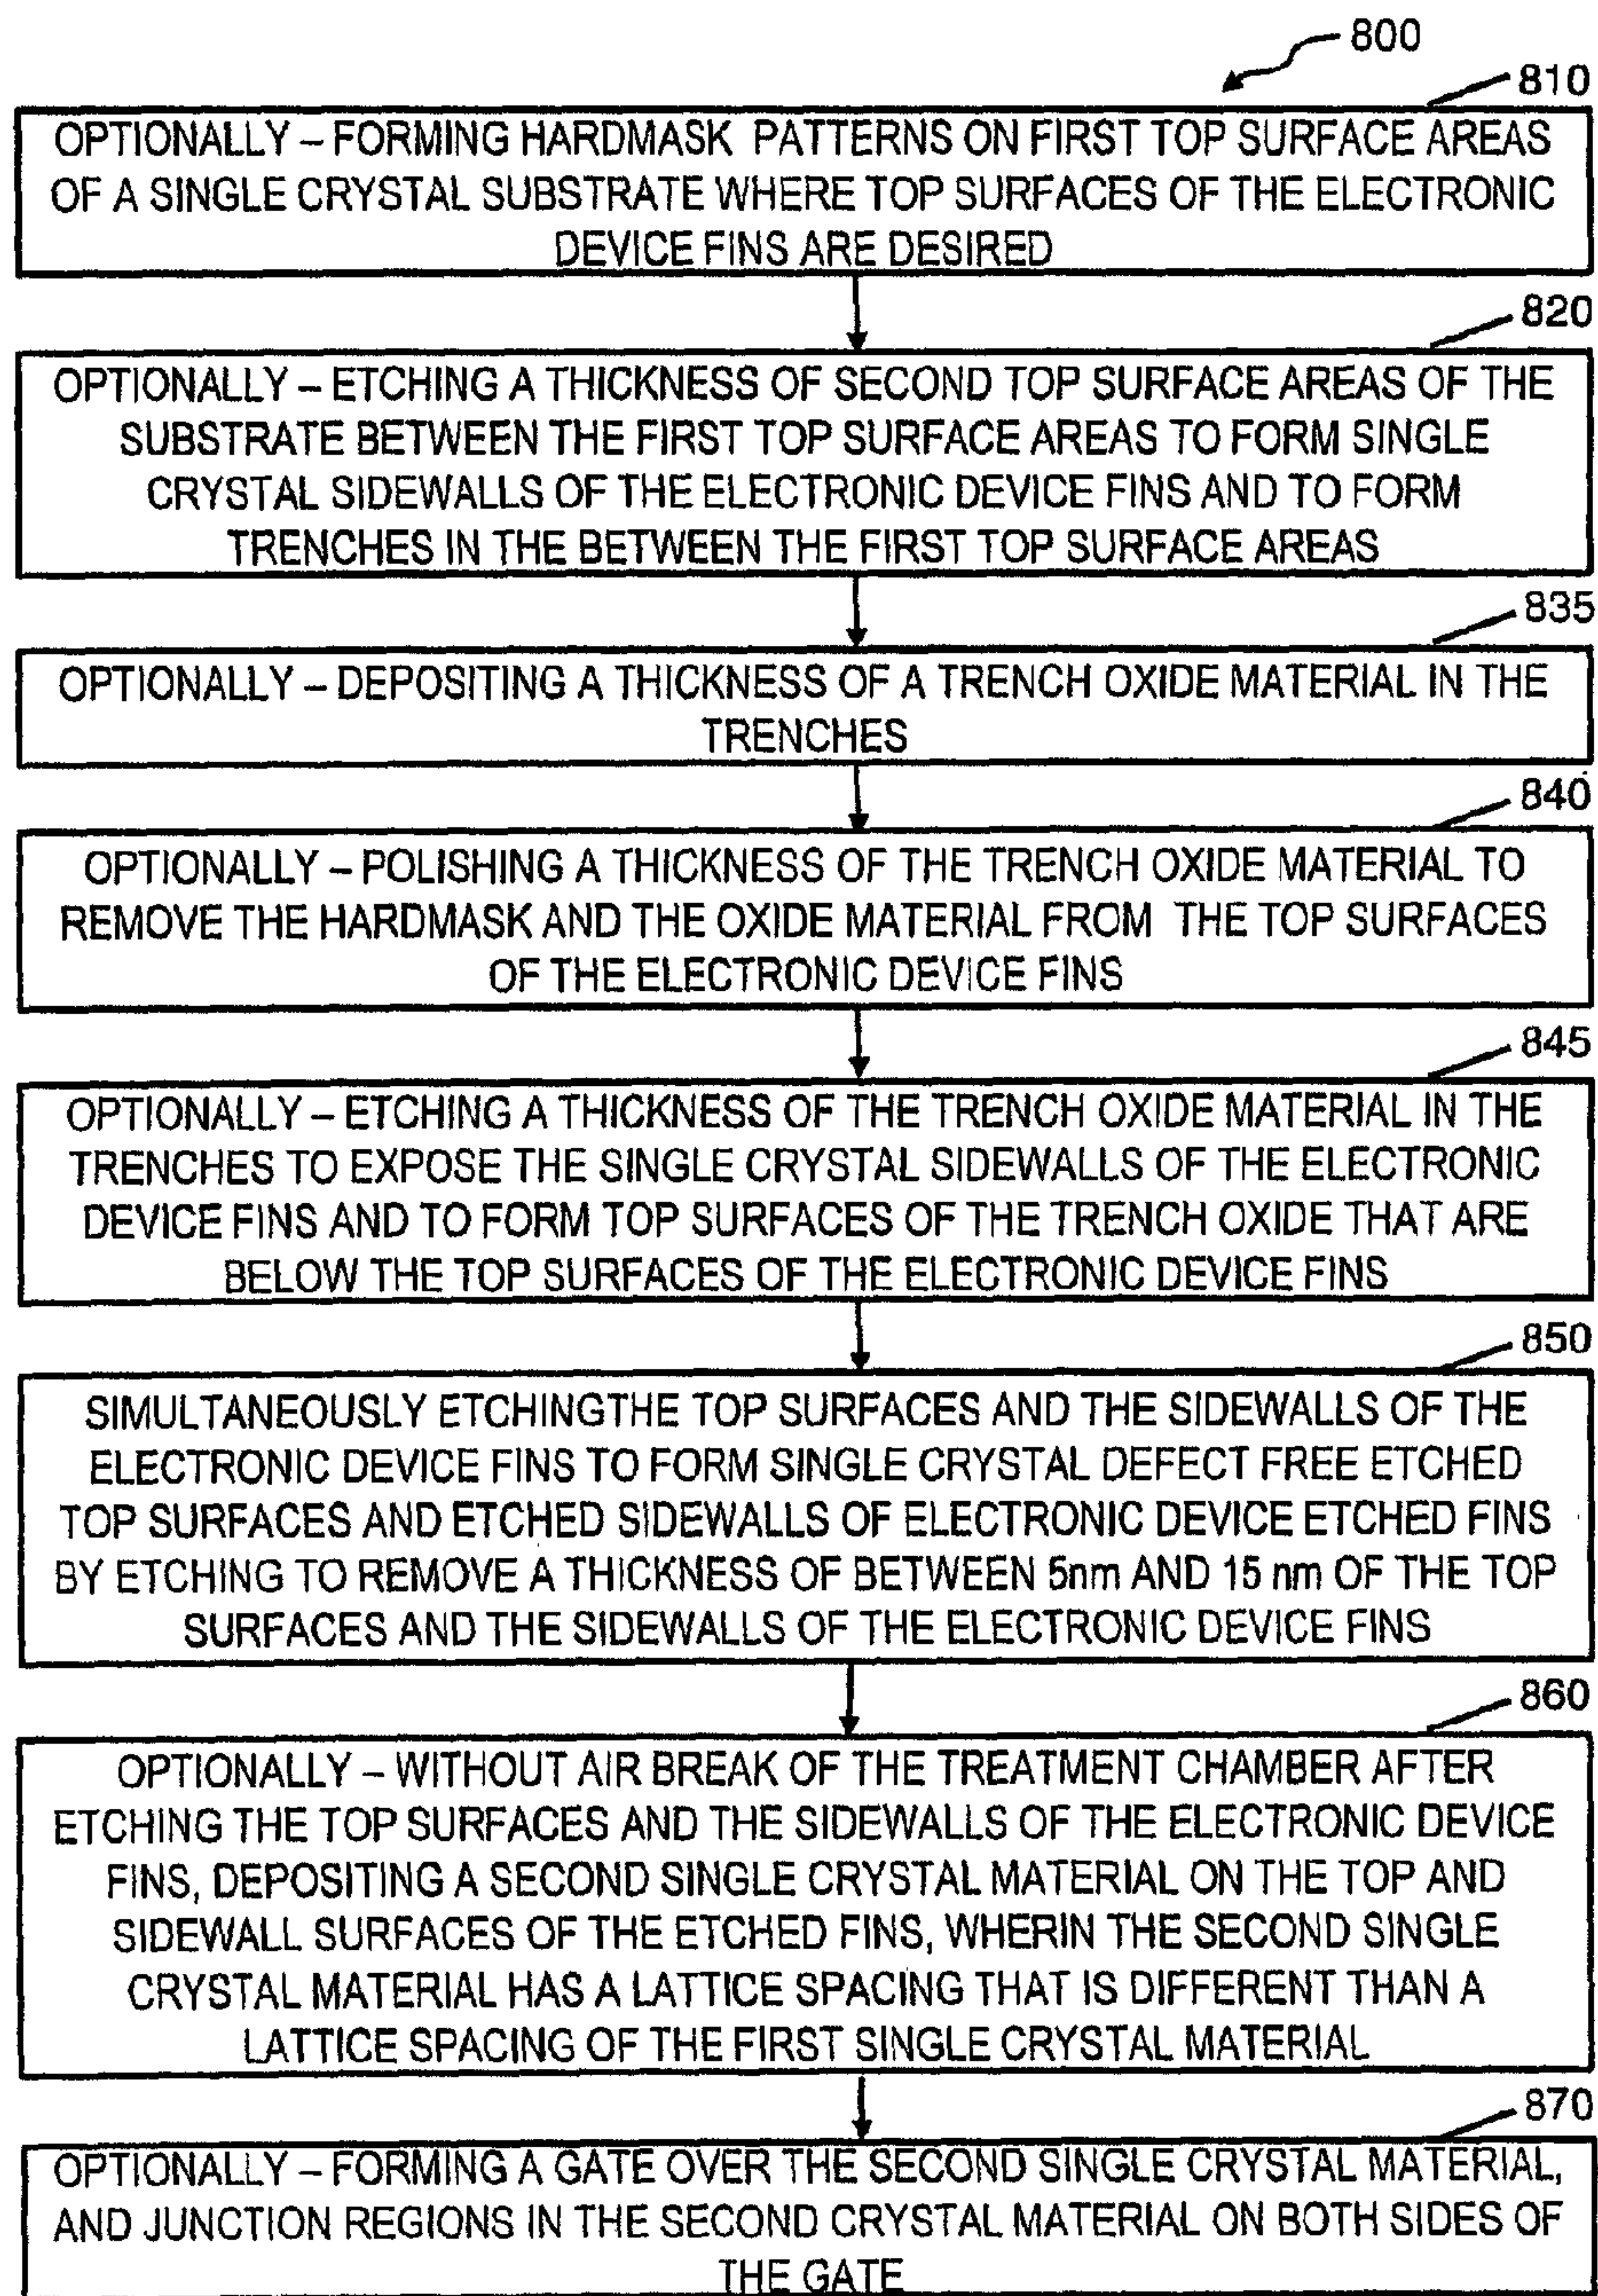 800
810
OPTIONALLY – FORMING HARDMASK PATTERNS ON FIRST TOP SURFACE AREAS
OF A SINGLE CRYSTAL SUBSTRATE WHERE TOP SURFACES OF THE ELECTRONIC
DEVICE FINS ARE DESIRED
820
OPTIONALLY – ETCHING A THICKNESS OF SECOND TOP SURFACE AREAS OF THE
SUBSTRATE BETWEEN THE FIRST TOP SURFACE AREAS TO FORM SINGLE
CRYSTAL SIDEWALLS OF THE ELECTRONIC DEVICE FINS AND TO FORM
TRENCHES IN THE BETWEEN THE FIRST TOP SURFACE AREAS
835
OPTIONALLY – DEPOSITING A THICKNESS OF A TRENCH OXIDE MATERIAL IN THE
TRENCHES
840
OPTIONALLY – POLISHING A THICKNESS OF THE TRENCH OXIDE MATERIAL TO
REMOVE THE HARDMASK AND THE OXIDE MATERIAL FROM THE TOP SURFACES
OF THE ELECTRONIC DEVICE FINS
845
OPTIONALLY – ETCHING A THICKNESS OF THE TRENCH OXIDE MATERIAL IN THE
TRENCHES TO EXPOSE THE SINGLE CRYSTAL SIDEWALLS OF THE ELECTRONIC
DEVICE FINS AND TO FORM TOP SURFACES OF THE TRENCH OXIDE THAT ARE
BELOW THE TOP SURFACES OF THE ELECTRONIC DEVICE FINS
850
SIMULTANEOUSLY ETCHINGTHE TOP SURFACES AND THE SIDEWALLS OF THE
ELECTRONIC DEVICE FINS TO FORM SINGLE CRYSTAL DEFECT FREE ETCHED
TOP SURFACES AND ETCHED SIDEWALLS OF ELECTRONIC DEVICE ETCHED FINS
BY ETCHING TO REMOVE A THICKNESS OF BETWEEN 5nm AND 15 nm OF THE TOP
SURFACES AND THE SIDEWALLS OF THE ELECTRONIC DEVICE FINS
860
OPTIONALLY – WITHOUT AIR BREAK OF THE TREATMENT CHAMBER AFTER
ETCHING THE TOP SURFACES AND THE SIDEWALLS OF THE ELECTRONIC DEVICE
FINS, DEPOSITING A SECOND SINGLE CRYSTAL MATERIAL ON THE TOP AND
SIDEWALL SURFACES OF THE ETCHED FINS, WHERIN THE SECOND SINGLE
CRYSTAL MATERIAL HAS A LATTICE SPACING THAT IS DIFFERENT THAN A
LATTICE SPACING OF THE FIRST SINGLE CRYSTAL MATERIAL
870
OPTIONALLY – FORMING A GATE OVER THE SECOND SINGLE CRYSTAL MATERIAL,
AND JUNCTION REGIONS IN THE SECOND CRYSTAL MATERIAL ON BOTH SIDES OF
THE GATE